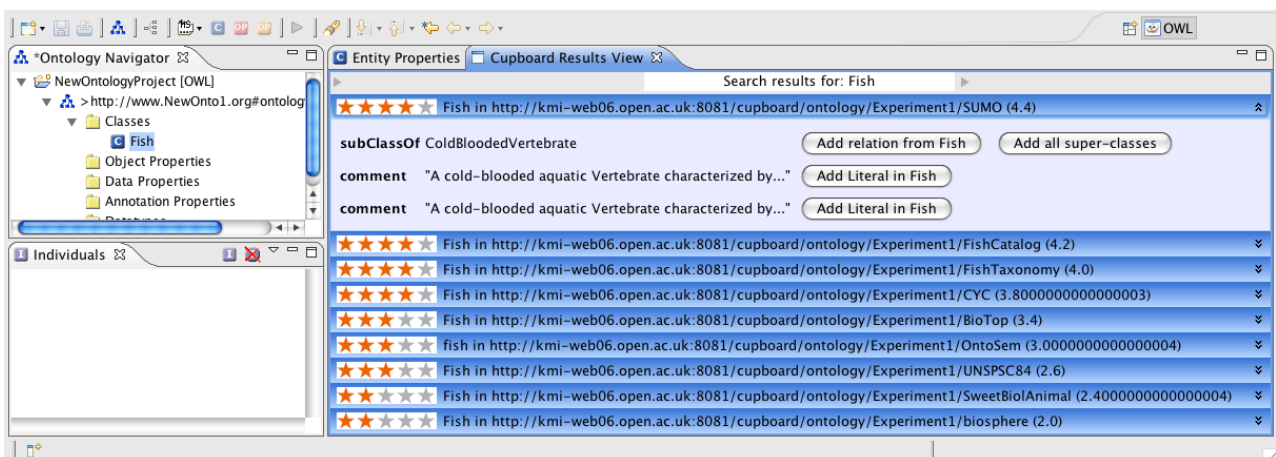 OWL
*Ontology Navigator
NewOntologyProject [OWL]
>http://www.NewOnto1.org#ontolog
Classes
Fish
Object Properties
Data Properties
Annotation Properties
Individuals
Entity Properties
Cupboard Results View
Search results for: Fish
Fish in http://kmi-web06.open.ac.uk:8081/cupboard/ontology/Experiment1/SUMO (4.4)
subClassOf ColdBloodedVertebrate Add relation from Fish Add all super-classes
comment "A cold-blooded aquatic Vertebrate characterized by..." Add Literal in Fish
comment "A cold-blooded aquatic Vertebrate characterized by..." Add Literal in Fish
Fish in http://kmi-web06.open.ac.uk:8081/cupboard/ontology/Experiment1/FishCatalog (4.2)
Fish in http://kmi-web06.open.ac.uk:8081/cupboard/ontology/Experiment1/FishTaxonomy (4.0)
Fish in http://kmi-web06.open.ac.uk:8081/cupboard/ontology/Experiment1/CYC (3.8000000000000003)
Fish in http://kmi-web06.open.ac.uk:8081/cupboard/ontology/Experiment1/BioTop (3.4)
fish in http://kmi-web06.open.ac.uk:8081/cupboard/ontology/Experiment1/OntoSem (3.0000000000000004)
Fish in http://kmi-web06.open.ac.uk:8081/cupboard/ontology/Experiment1/UNSPSC84 (2.6)
Fish in http://kmi-web06.open.ac.uk:8081/cupboard/ontology/Experiment1/SweetBiolAnimal (2.4000000000000004)
Fish in http://kmi-web06.open.ac.uk:8081/cupboard/ontology/Experiment1/biosphere (2.0)